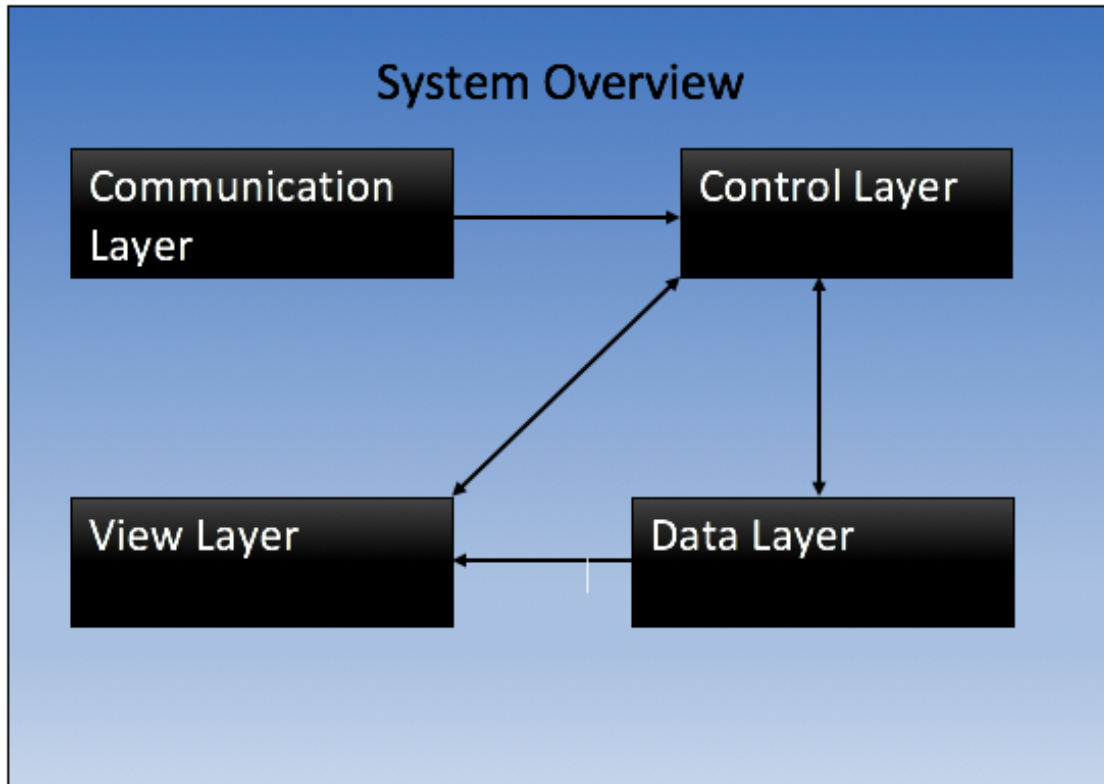 System Overview
Communication
Layer
Control Layer
View Layer
Data Layer